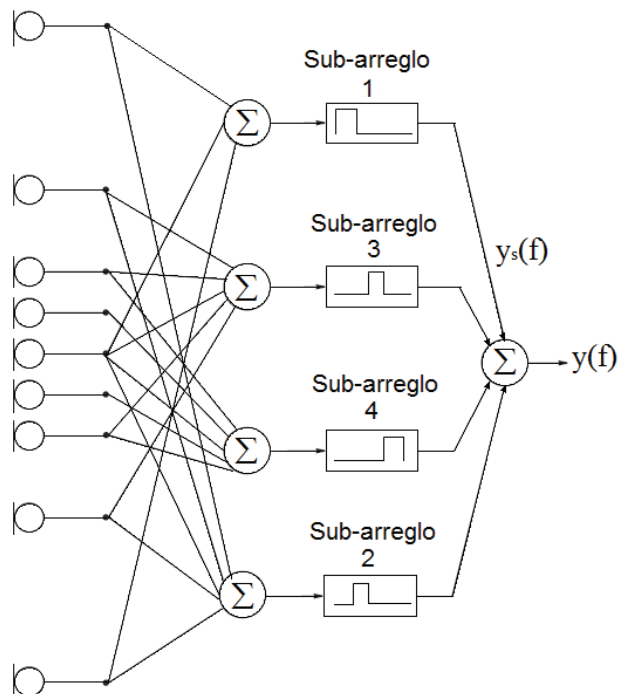 Sub-arreglo
1
Σ
Sub-arreglo
3
yₛ(f)
Σ
Σ
y(f)
Sub-arreglo
4
Σ
Sub-arreglo
2
Σ